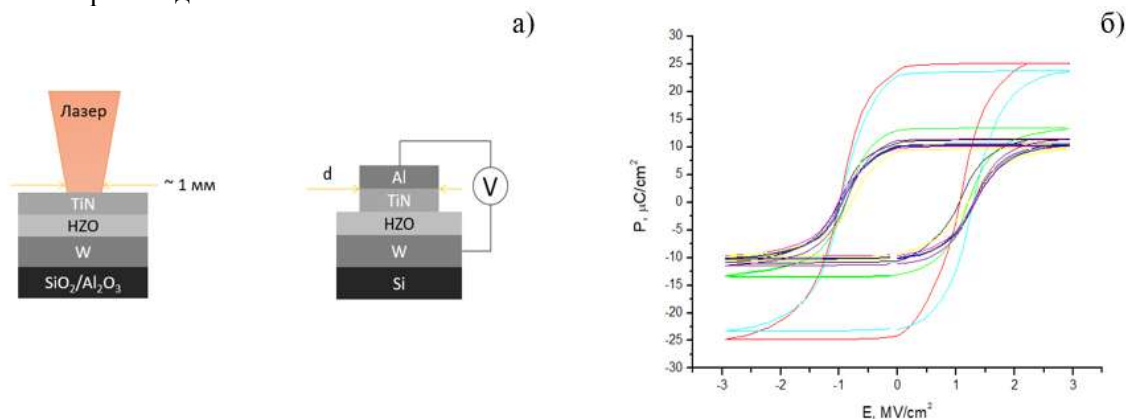 а)
б)
Лазер
~ 1 мм
TiN
HZO
W
SiO2/Al2O3
d
Al
TiN
HZO
W
Si
V
P, μC/cm²
30
25
20
15
10
5
0
-5
-10
-15
-20
-25
-30
-3
-2
-1
0
1
2
3
E, MV/cm²